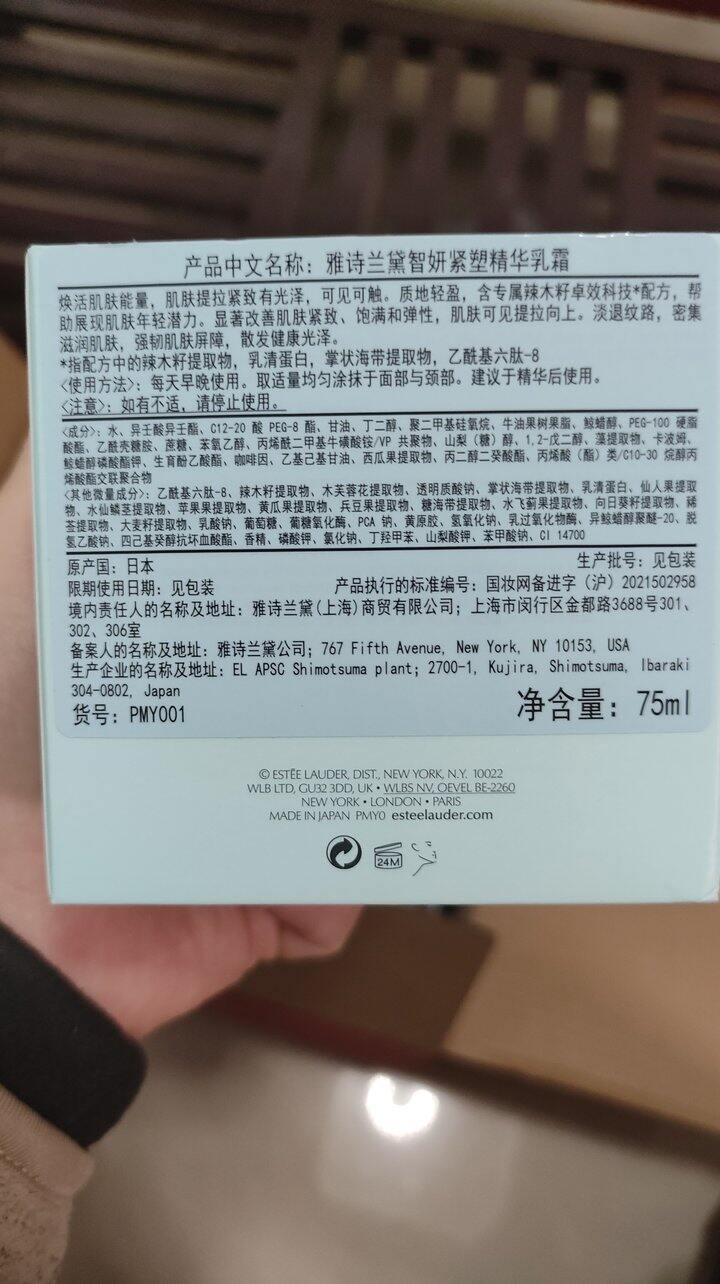 产品中文名称：雅诗兰黛智妍紧塑精华乳霜
焕活肌肤能量，肌肤提拉紧致有光泽，可见可触。质地轻盈，含专属辣木籽卓效科技*配方，帮
助展现肌肤年轻潜力。显著改善肌肤紧致、饱满和弹性，肌肤可见提拉向上。淡退纹路，密集
滋润肌肤，强韧肌肤屏障，散发健康光泽。
*指配方中的辣木籽提取物，乳清蛋白，掌状海带提取物，乙酰基六肽-8
<使用方法>：每天早晚使用。取适量均匀涂抹于面部与颈部。建议于精华后使用。
<注意>：如有不适，请停止使用。
<成分>：水、异壬酸异壬酯、C12-20 酸 PEG-8 酯、甘油、丁二醇、聚二甲基硅氧烷、牛油果树果脂、鲸蜡醇、PEG-100 硬脂
酸酯、乙酰壳糖胺、蔗糖、苯氧乙醇、丙烯酰二甲基牛磺酸铵/VP 共聚物、山梨（糖）醇、1,2-戊二醇、藻提取物、卡波姆、
鲸蜡醇磷酸酯钾、生育酚乙酸酯、咖啡因、乙基己基甘油、西瓜果提取物、丙二醇二癸酸酯、丙烯酸（酯）类/C10-30 烷醇丙
烯酸酯交联聚合物
<其他微量成分>：乙酰基六肽-8、辣木籽提取物、木芙蓉花提取物、透明质酸钠、掌状海带提取物、乳清蛋白、仙人果提取
物、水仙鳞茎提取物、苹果果提取物、黄瓜果提取物、兵豆果提取物、糖海带提取物、水飞蓟果提取物、向日葵籽提取物、稀
莶提取物、大麦籽提取物、乳酸钠、葡萄糖、葡糖氧化酶、PCA 钠、黄原胶、氢氧化钠、乳过氧化物酶、异鲸蜡醇聚醚-20、脱
氢乙酸钠、四己基癸醇抗坏血酸酯、香精、磷酸钾、氯化钠、丁羟甲苯、山梨酸钾、苯甲酸钠、CI 14700
原产国：日本 生产批号：见包装
限期使用日期：见包装 产品执行的标准编号：国妆网备进字（沪）2021502958
境内责任人的名称及地址：雅诗兰黛(上海)商贸有限公司；上海市闵行区金都路3688号301、
302、306室
备案人的名称及地址：雅诗兰黛公司；767 Fifth Avenue, New York, NY 10153, USA
生产企业的名称及地址：EL APSC Shimotsuma plant；2700-1, Kujira, Shimotsuma, Ibaraki
304-0802, Japan
货号：PMY001 净含量：75ml
© ESTĒE LAUDER, DIST., NEW YORK, N.Y. 10022
WLB LTD, GU32 3DD, UK • WLBS NV, OEVEL BE-2260
NEW YORK • LONDON • PARIS
MADE IN JAPAN PMY0 esteelauder.com
24M